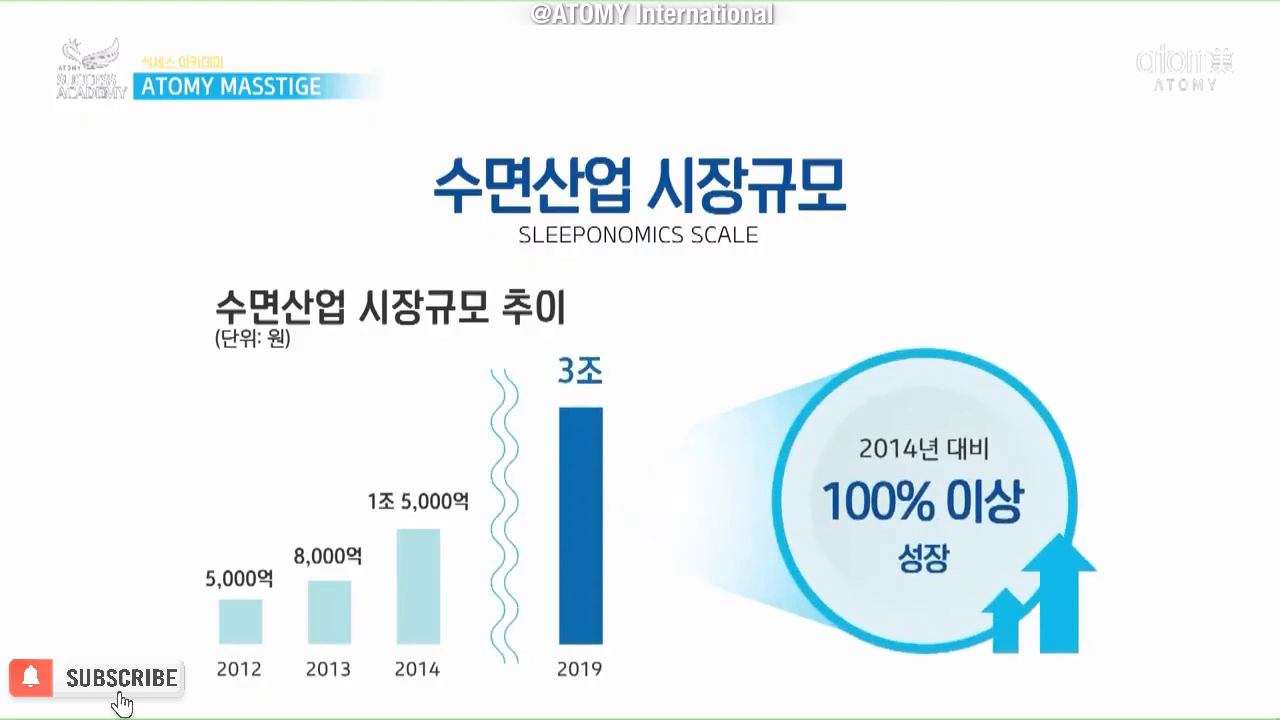 @ATOMY International
ATOMY
SUCCESS
ACADEMY
석세스 아카데미
ATOMY MASSTIGE
atom美
ATOMY
수면산업 시장규모
SLEEPONOMICS SCALE
수면산업 시장규모 추이
(단위: 원)
5,000억
8,000억
1조 5,000억
3조
2012
2013
2014
2019
2014년 대비
100% 이상
성장
SUBSCRIBE